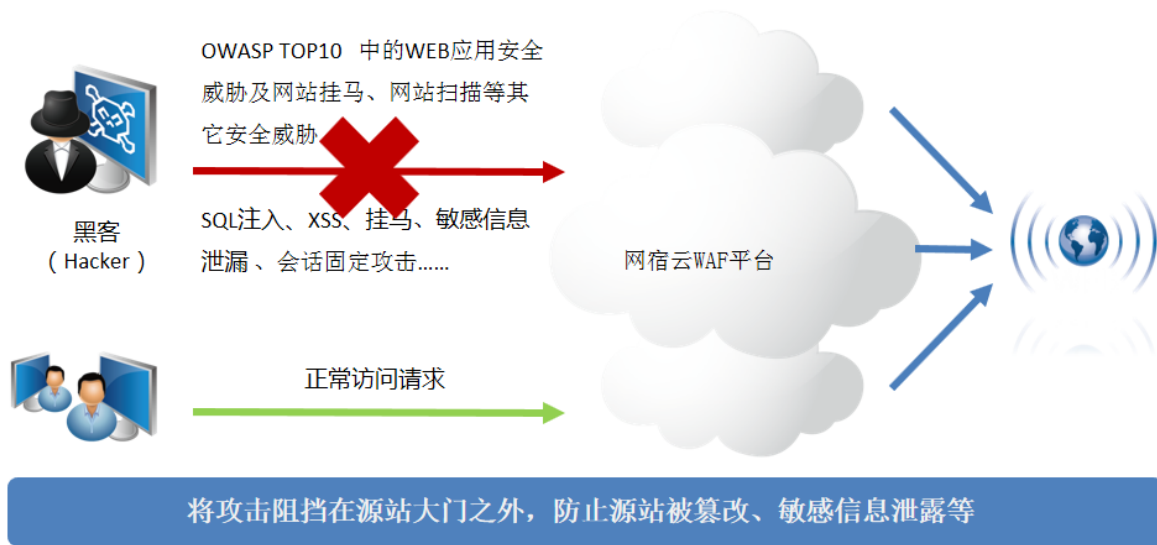 OWASP TOP10 中的WEB应用安全
威胁及网站挂马、网站扫描等其
它安全威胁
黑客
(Hacker)
SQL注入、XSS、挂马、敏感信息
泄漏、会话固定攻击……
网宿云WAF平台
正常访问请求
将攻击阻挡在源站大门之外，防止源站被篡改、敏感信息泄露等